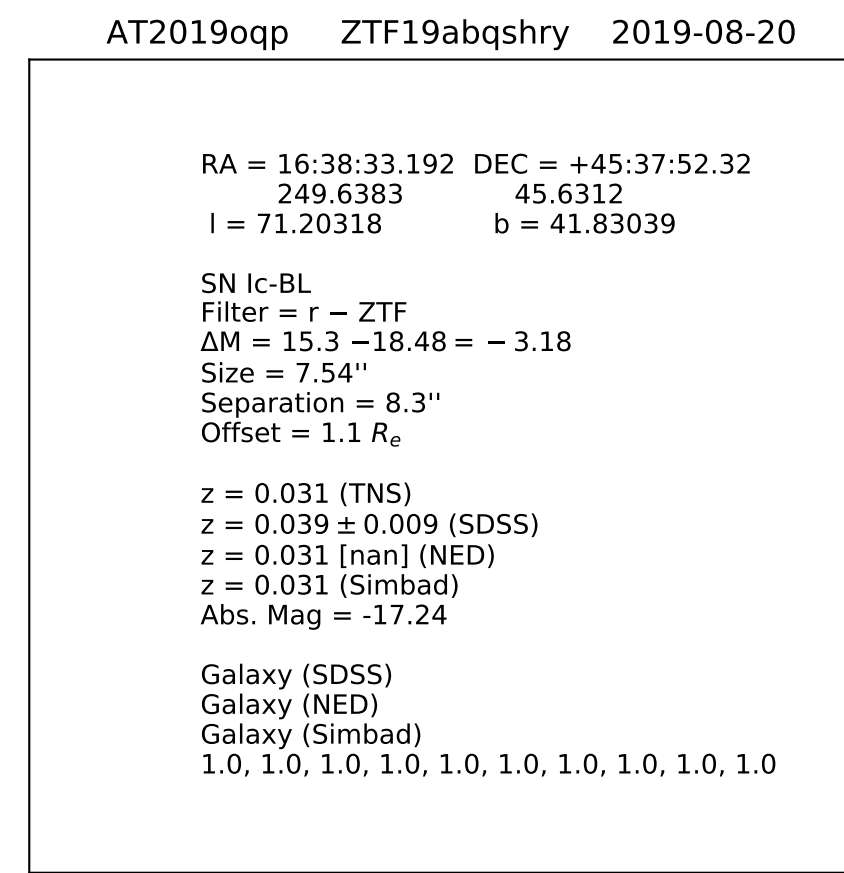 AT2019oqp ZTF19abqshry 2019-08-20
RA = 16:38:33.192 DEC = +45:37:52.32
249.6383 45.6312
l = 71.20318 b = 41.83039
SN Ic-BL
Filter = r − ZTF
ΔM = 15.3 −18.48 = − 3.18
Size = 7.54''
Separation = 8.3''
Offset = 1.1 Rₑ
z = 0.031 (TNS)
z = 0.039 ± 0.009 (SDSS)
z = 0.031 [nan] (NED)
z = 0.031 (Simbad)
Abs. Mag = -17.24
Galaxy (SDSS)
Galaxy (NED)
Galaxy (Simbad)
1.0, 1.0, 1.0, 1.0, 1.0, 1.0, 1.0, 1.0, 1.0, 1.0